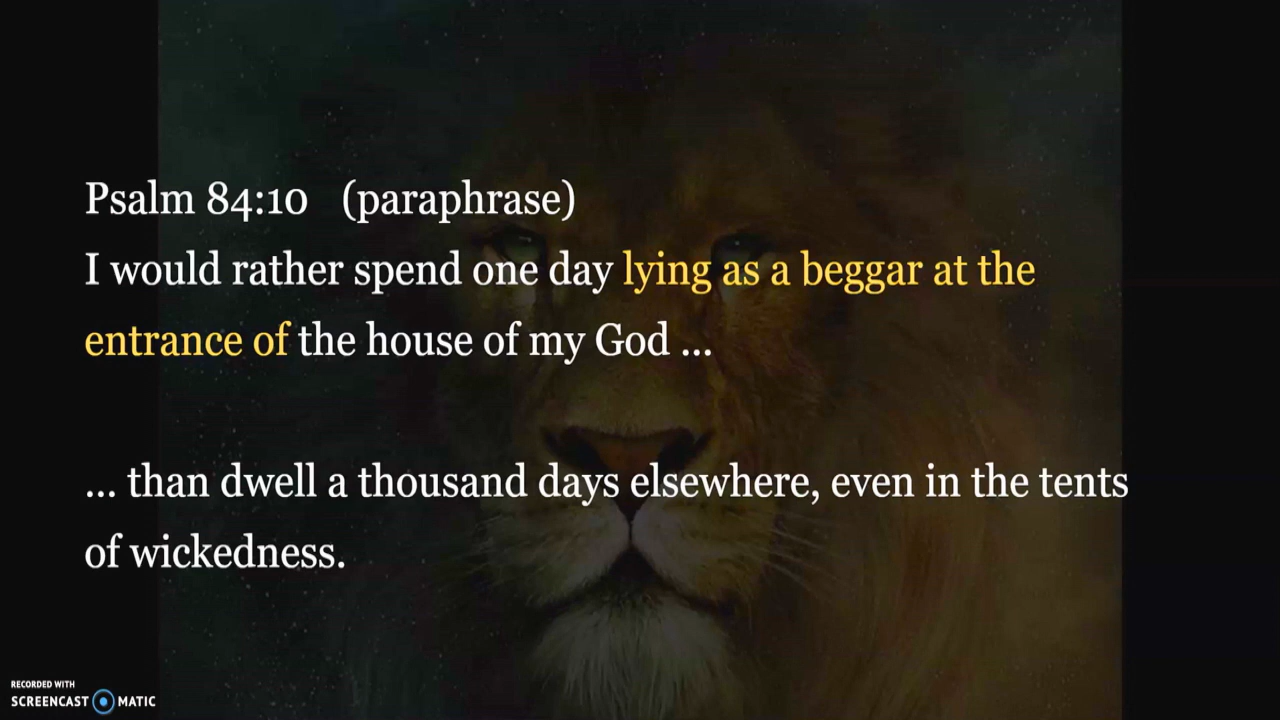 Psalm 84:10 (paraphrase)
I would rather spend one day lying as a beggar at the
entrance of the house of my God ...
... than dwell a thousand days elsewhere, even in the tents
of wickedness.
RECORDED WITH
SCREENCAST MATIC